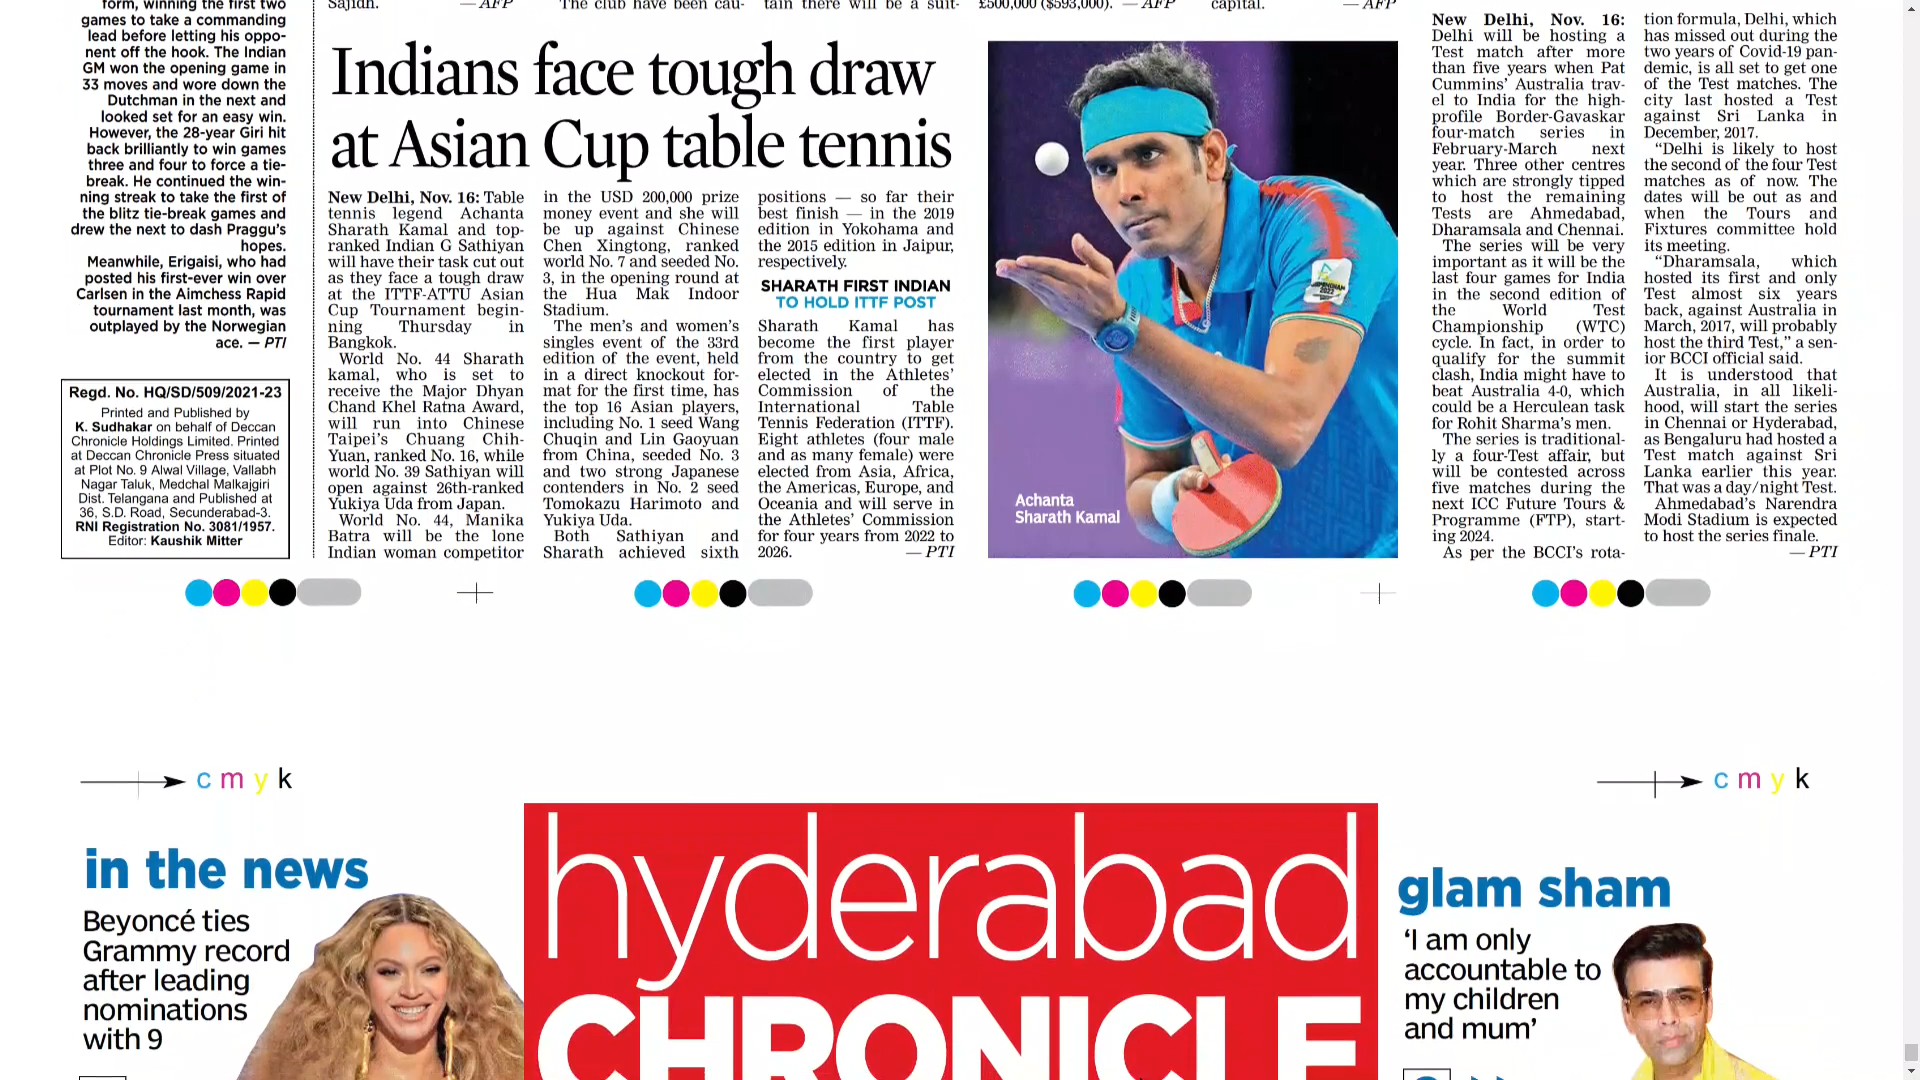 form, winning the first two
games to take a commanding
lead before letting his oppo-
nent off the hook. The Indian
GM won the opening game in
33 moves and wore down the
Dutchman in the next and
looked set for an easy win.
However, the 28-year Giri hit
back brilliantly to win games
three and four to force a tie-
break. He continued the win-
ning streak to take the first of
the blitz tie-break games and
drew the next to dash Praggu's
hopes.
Meanwhile, Erigaisi, who had
posted his first-ever win over
Carlsen in the Aimchess Rapid
tournament last month, was
outplayed by the Norwegian
ace. — PTI
Regd. No. HQ/SD/509/2021-23
Printed and Published by
K. Sudhakar on behalf of Deccan
Chronicle Holdings Limited. Printed
at Deccan Chronicle Press situated
at Plot No. 9 Alwal Village, Vallabh
Nagar Taluk, Medchal Malkajgiri
Dist. Telangana and Published at
36, S.D. Road, Secunderabad-3.
RNI Registration No. 3081/1957.
Editor: Kaushik Mitter
Sajidh. — AFP
The club have been cau-
tain there will be a suit-
£500,000 ($593,000). — AFP
capital. — AFP
Indians face tough draw
at Asian Cup table tennis
New Delhi, Nov. 16: Table
tennis legend Achanta
Sharath Kamal and top-
ranked Indian G Sathiyan
will have their task cut out
as they face a tough draw
at the ITTF-ATTU Asian
Cup Tournament begin-
ning Thursday in
Bangkok.
World No. 44 Sharath
kamal, who is set to
receive the Major Dhyan
Chand Khel Ratna Award,
will run into Chinese
Taipei's Chuang Chih-
Yuan, ranked No. 16, while
world No. 39 Sathiyan will
open against 26th-ranked
Yukiya Uda from Japan.
World No. 44, Manika
Batra will be the lone
Indian woman competitor
in the USD 200,000 prize
money event and she will
be up against Chinese
Chen Xingtong, ranked
world No. 7 and seeded No.
3, in the opening round at
the Hua Mak Indoor
Stadium.
The men's and women's
singles event of the 33rd
edition of the event, held
in a direct knockout for-
mat for the first time, has
the top 16 Asian players,
including No. 1 seed Wang
Chuqin and Lin Gaoyuan
from China, seeded No. 3
and two strong Japanese
contenders in No. 2 seed
Tomokazu Harimoto and
Yukiya Uda.
Both Sathiyan and
Sharath achieved sixth
positions — so far their
best finish — in the 2019
edition in Yokohama and
the 2015 edition in Jaipur,
respectively.
SHARATH FIRST INDIAN
TO HOLD ITTF POST
Sharath Kamal has
become the first player
from the country to get
elected in the Athletes'
Commission of the
International Table
Tennis Federation (ITTF).
Eight athletes (four male
and as many female) were
elected from Asia, Africa,
the Americas, Europe, and
Oceania and will serve in
the Athletes' Commission
for four years from 2022 to
2026. — PTI
Achanta
Sharath Kamal
New Delhi, Nov. 16:
Delhi will be hosting a
Test match after more
than five years when Pat
Cummins' Australia trav-
el to India for the high-
profile Border-Gavaskar
four-match series in
February-March next
year. Three other centres
which are strongly tipped
to host the remaining
Tests are Ahmedabad,
Dharamsala and Chennai.
The series will be very
important as it will be the
last four games for India
in the second edition of
the World Test
Championship (WTC)
cycle. In fact, in order to
qualify for the summit
clash, India might have to
beat Australia 4-0, which
could be a Herculean task
for Rohit Sharma's men.
The series is traditional-
ly a four-Test affair, but
will be contested across
five matches during the
next ICC Future Tours &
Programme (FTP), start-
ing 2024.
As per the BCCI's rota-
tion formula, Delhi, which
has missed out during the
two years of Covid-19 pan-
demic, is all set to get one
of the Test matches. The
city last hosted a Test
against Sri Lanka in
December, 2017.
"Delhi is likely to host
the second of the four Test
matches as of now. The
dates will be out as and
when the Tours and
Fixtures committee hold
its meeting.
"Dharamsala, which
hosted its first and only
Test almost six years
back, against Australia in
March, 2017, will probably
host the third Test," a sen-
ior BCCI official said.
It is understood that
Australia, in all likeli-
hood, will start the series
in Chennai or Hyderabad,
as Bengaluru had hosted a
Test match against Sri
Lanka earlier this year.
That was a day/night Test.
Ahmedabad's Narendra
Modi Stadium is expected
to host the series finale.
— PTI
c m y k
c m y k
in the news
Beyoncé ties
Grammy record
after leading
nominations
with 9
hyderabad
CHRONICLE
glam sham
'I am only
accountable to
my children
and mum'